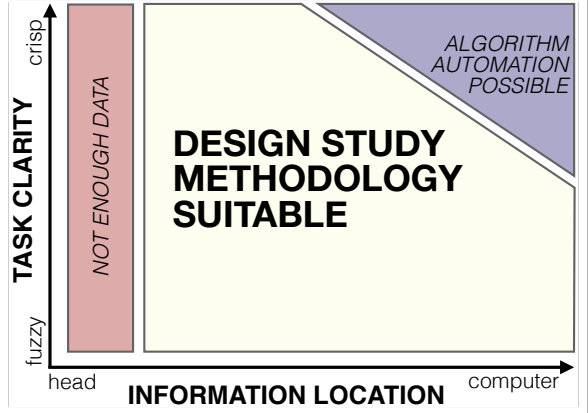 crisp
TASK CLARITY
fuzzy
NOT ENOUGH DATA
DESIGN STUDY
METHODOLOGY
SUITABLE
ALGORITHM
AUTOMATION
POSSIBLE
head
INFORMATION LOCATION
computer